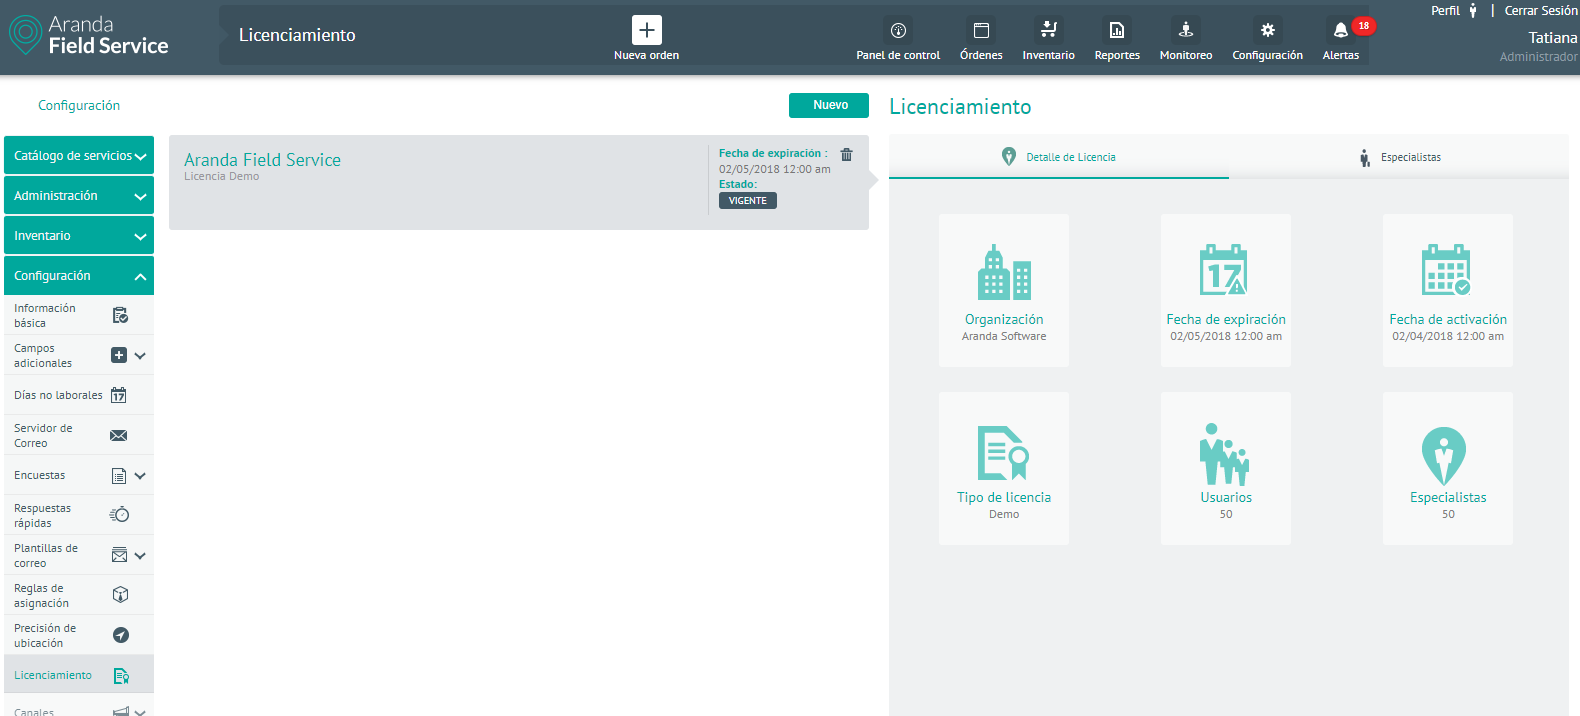 Aranda
Field Service
Licenciamiento
Nueva orden
Panel de control
Órdenes
Inventario
Reportes
Monitoreo
Configuración
Alertas
18
Perfil | Cerrar Sesión
Tatiana
Administrador
Configuración
Nuevo
Catálogo de servicios
Administración
Inventario
Configuración
Información
básica
Campos
adicionales
Días no laborales
17
Servidor de
Correo
Encuestas
Respuestas
rápidas
Plantillas de
correo
Reglas de
asignación
Precisión de
ubicación
Licenciamiento
Canales
Aranda Field Service
Licencia Demo
Fecha de expiración :
02/05/2018 12:00 am
Estado:
VIGENTE
Licenciamiento
Detalle de Licencia
Especialistas
Organización
Aranda Software
17
Fecha de expiración
02/05/2018 12:00 am
Fecha de activación
02/04/2018 12:00 am
Tipo de licencia
Demo
Usuarios
50
Especialistas
50